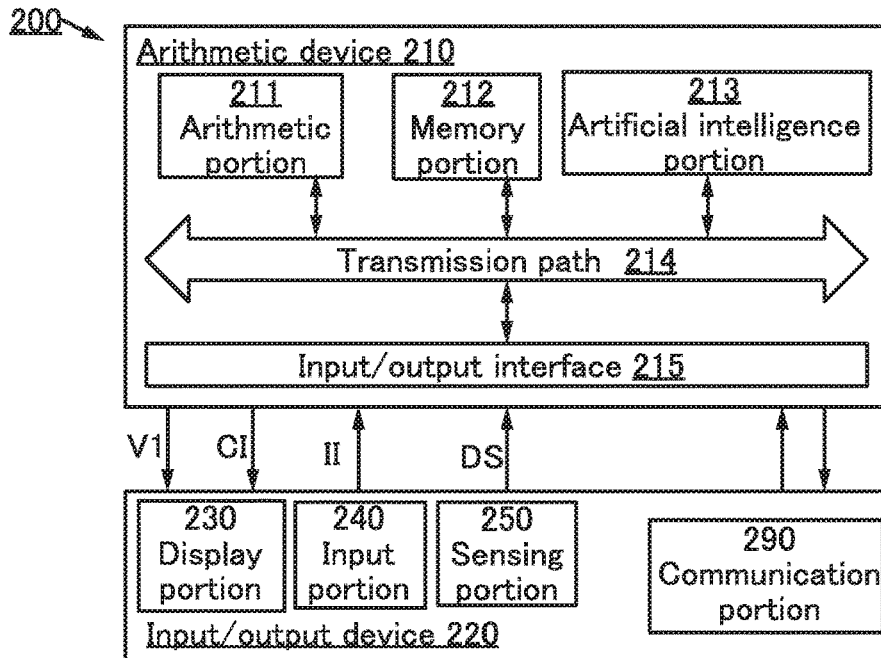 200
Arithmetic device 210
211
Arithmetic
portion
212
Memory
portion
213
Artificial intelligence
portion
Transmission path 214
Input/output interface 215
V1
CI
II
DS
230
Display
portion
240
Input
portion
250
Sensing
portion
290
Communication
portion
Input/output device 220